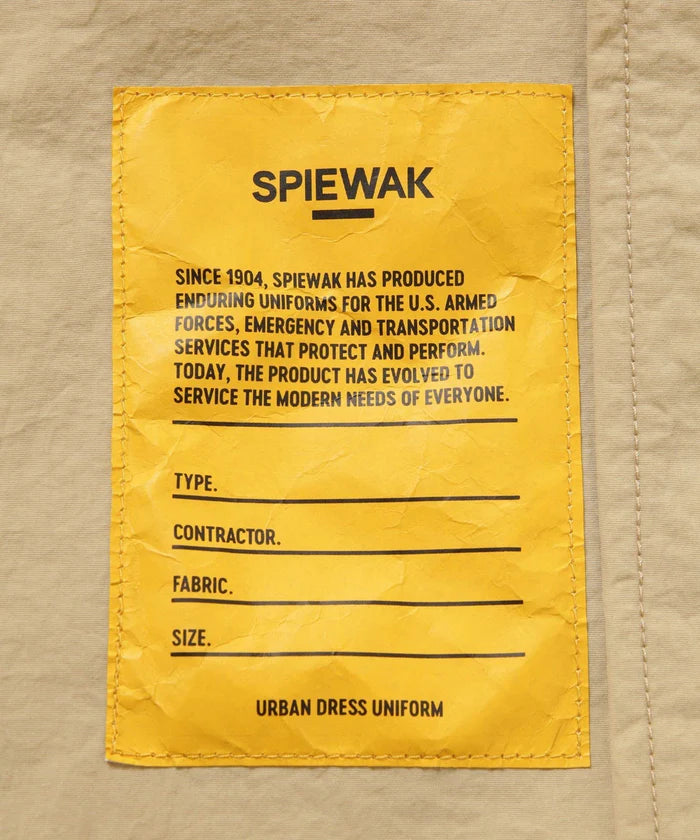 SPIEWAK
SINCE 1904, SPIEWAK HAS PRODUCED
ENDURING UNIFORMS FOR THE U.S. ARMED
FORCES, EMERGENCY AND TRANSPORTATION
SERVICES THAT PROTECT AND PERFORM.
TODAY, THE PRODUCT HAS EVOLVED TO
SERVICE THE MODERN NEEDS OF EVERYONE.
TYPE.
CONTRACTOR.
FABRIC.
SIZE.
URBAN DRESS UNIFORM